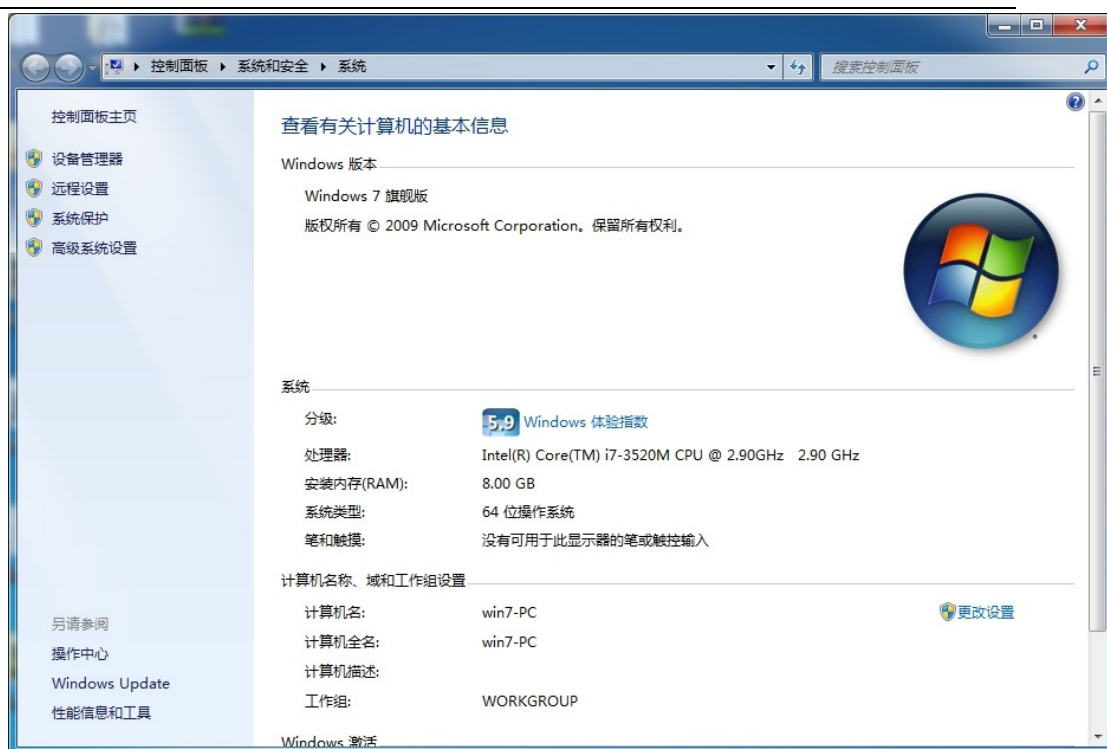 控制面板 系统和安全 系统 搜索控制面板
控制面板主页
设备管理器
远程设置
系统保护
高级系统设置
另请参阅
操作中心
Windows Update
性能信息和工具
查看有关计算机的基本信息
Windows 版本
Windows 7 旗舰版
版权所有 © 2009 Microsoft Corporation。保留所有权利。
系统
分级: 5.9 Windows 体验指数
处理器: Intel(R) Core(TM) i7-3520M CPU @ 2.90GHz 2.90 GHz
安装内存(RAM): 8.00 GB
系统类型: 64 位操作系统
笔和触摸: 没有可用于此显示器的笔或触控输入
计算机名称、域和工作组设置
计算机名: win7-PC 更改设置
计算机全名: win7-PC
计算机描述:
工作组: WORKGROUP
Windows 激活